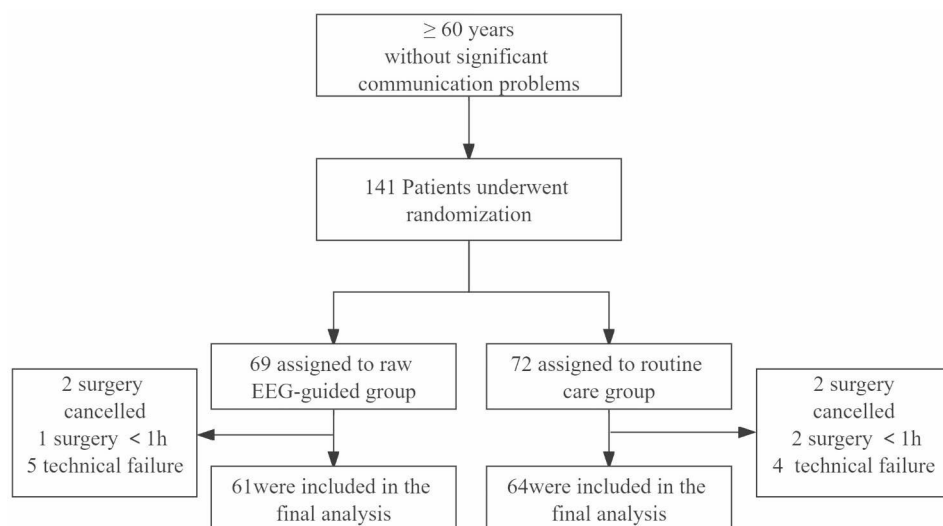 ≥ 60 years
without significant
communication problems
141 Patients underwent
randomization
69 assigned to raw
EEG-guided group
72 assigned to routine
care group
2 surgery
cancelled
1 surgery < 1h
5 technical failure
2 surgery
cancelled
2 surgery < 1h
4 technical failure
61were included in the
final analysis
64were included in the
final analysis